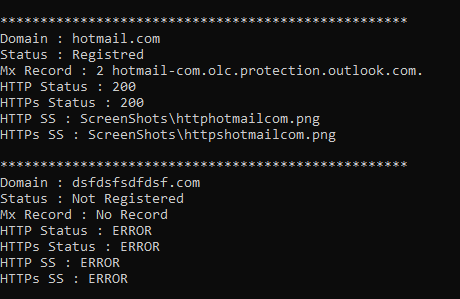 ***************************************************
Domain : hotmail.com
Status : Registred
Mx Record : 2 hotmail-com.olc.protection.outlook.com.
HTTP Status : 200
HTTPs Status : 200
HTTP SS : ScreenShots\httphotmailcom.png
HTTPs SS : ScreenShots\httpshotmailcom.png
***************************************************
Domain : dsfdsfsdfdsf.com
Status : Not Registered
Mx Record : No Record
HTTP Status : ERROR
HTTPs Status : ERROR
HTTP SS : ERROR
HTTPs SS : ERROR